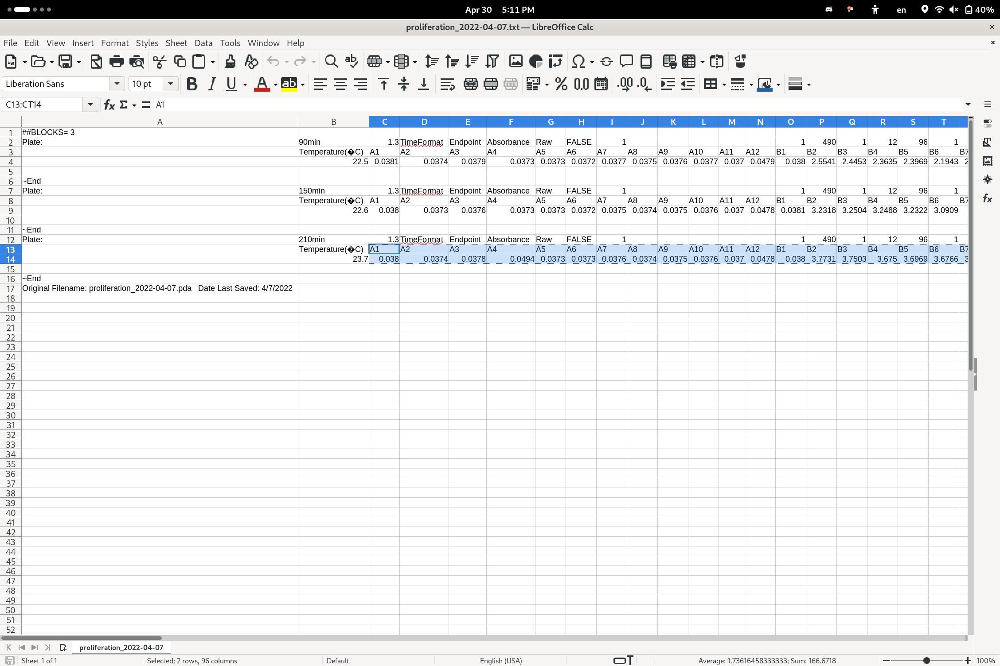 Apr 30 5:11 PM en 40%
proliferation_2022-04-07.txt — LibreOffice Calc
File Edit View Insert Format Styles Sheet Data Tools Window Help
Liberation Sans 10 pt
C13:CT14 A1
A B C D E F G H I J K L M N O P Q R S T
1 ##BLOCKS= 3
2 Plate: 90min 1.3 TimeFormat Endpoint Absorbance Raw FALSE 1 1 490 1 12 96 1
3 Temperature(�C) A1 A2 A3 A4 A5 A6 A7 A8 A9 A10 A11 A12 B1 B2 B3 B4 B5 B6 B7
4 22.5 0.0381 0.0374 0.0379 0.0373 0.0373 0.0372 0.0377 0.0375 0.0376 0.0377 0.037 0.0479 0.038 2.5541 2.4453 2.3635 2.3969 2.1943 2
5
6 ~End
7 Plate: 150min 1.3 TimeFormat Endpoint Absorbance Raw FALSE 1 1 490 1 12 96 1
8 Temperature(�C) A1 A2 A3 A4 A5 A6 A7 A8 A9 A10 A11 A12 B1 B2 B3 B4 B5 B6 B7
9 22.6 0.038 0.0373 0.0376 0.0373 0.0373 0.0372 0.0375 0.0374 0.0375 0.0376 0.037 0.0478 0.0381 3.2318 3.2504 3.2488 3.2322 3.0909
10
11 ~End
12 Plate: 210min 1.3 TimeFormat Endpoint Absorbance Raw FALSE 1 1 490 1 12 96 1
13 Temperature(�C) A1 A2 A3 A4 A5 A6 A7 A8 A9 A10 A11 A12 B1 B2 B3 B4 B5 B6 B7
14 23.7 0.038 0.0374 0.0378 0.0494 0.0373 0.0373 0.0376 0.0374 0.0375 0.0376 0.037 0.0478 0.038 3.7731 3.7503 3.675 3.6969 3.6766 3
15
16 ~End
17 Original Filename: proliferation_2022-04-07.pda Date Last Saved: 4/7/2022
18
19
20
21
22
23
24
25
26
27
28
29
30
31
32
33
34
35
36
37
38
39
40
41
42
43
44
45
46
47
48
49
50
51
52
proliferation_2022-04-07
Sheet 1 of 1 Selected: 2 rows, 96 columns Default English (USA) Average: 1.73616458333333; Sum: 166.6718 100%